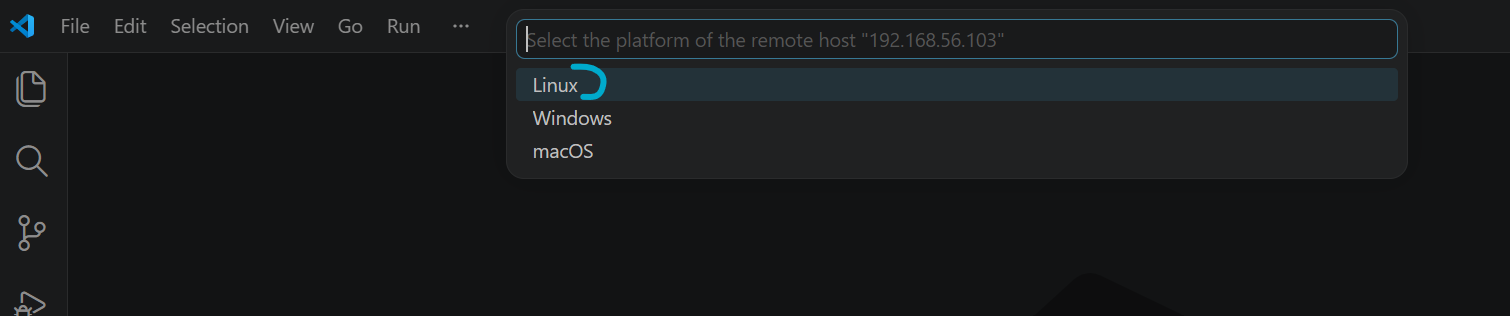 File Edit Selection View Go Run ···
Select the platform of the remote host "192.168.56.103"
Linux
Windows
macOS